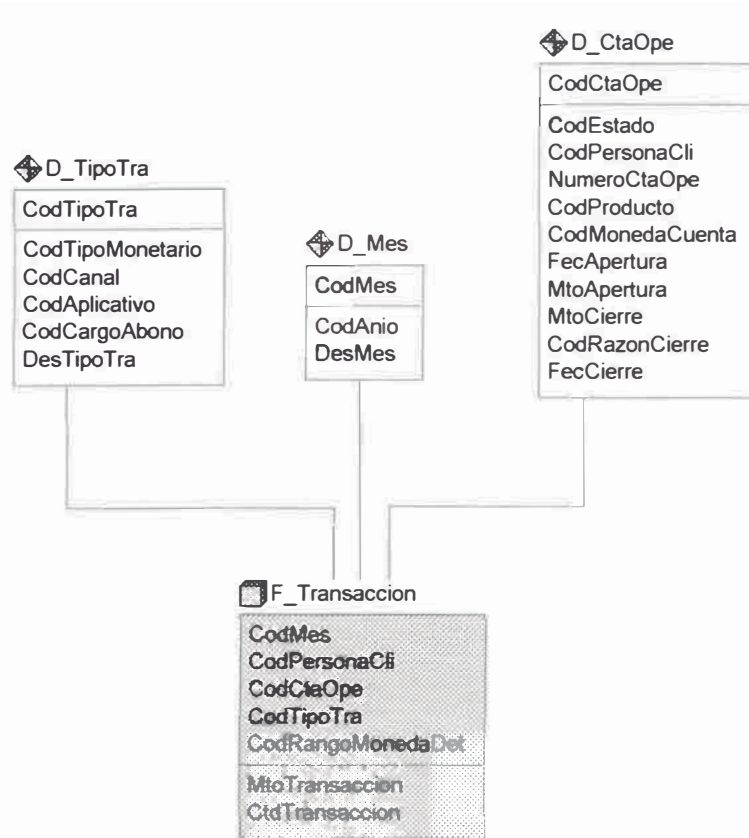 D_CtaOpe
CodCtaOpe
CodEstado
CodPersonaCli
NumeroCtaOpe
CodProducto
CodMonedaCuenta
FecApertura
MtoApertura
MtoCierre
CodRazonCierre
FecCierre
D_TipoTra
CodTipoTra
CodTipoMonetario
CodCanal
CodAplicativo
CodCargoAbono
DesTipoTra
D_Mes
CodMes
CodAnio
DesMes
F_Transaccion
CodMes
CodPersonaCli
CodCtaOpe
CodTipoTra
CodRangoMonedaDet
MtoTransaccion
CtdTransaccion